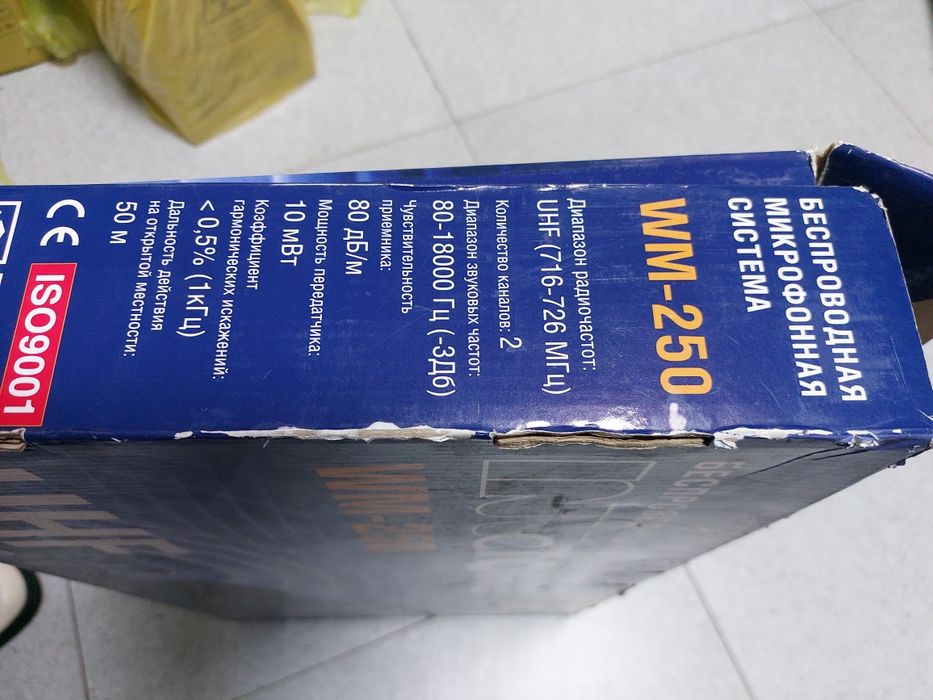 БЕСПРОВОДНАЯ
МИКРОФОННАЯ
СИСТЕМА
WM-250
Диапазон радиочастот:
UHF (716-726 МГц)
Количество каналов: 2
Диапазон звуковых частот:
80-18000 Гц (-3Дб)
Чувствительность
приемника:
80 дБ/м
Мощность передатчика:
10 мВт
Коэффициент
гармонических искажений:
< 0,5% (1кГц)
Дальность действия
на открытой местности:
50 м
CE ISO9001
UHF